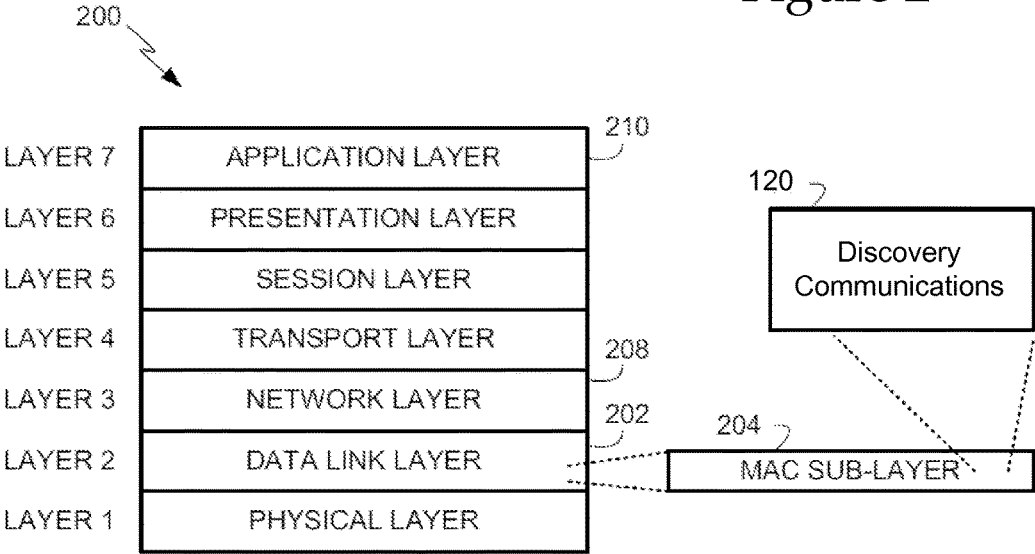 Figure 2
200
210
LAYER 7 APPLICATION LAYER
120
LAYER 6 PRESENTATION LAYER
Discovery
Communications
LAYER 5 SESSION LAYER
LAYER 4 TRANSPORT LAYER
208
LAYER 3 NETWORK LAYER
202
204
LAYER 2 DATA LINK LAYER
MAC SUB-LAYER
LAYER 1 PHYSICAL LAYER